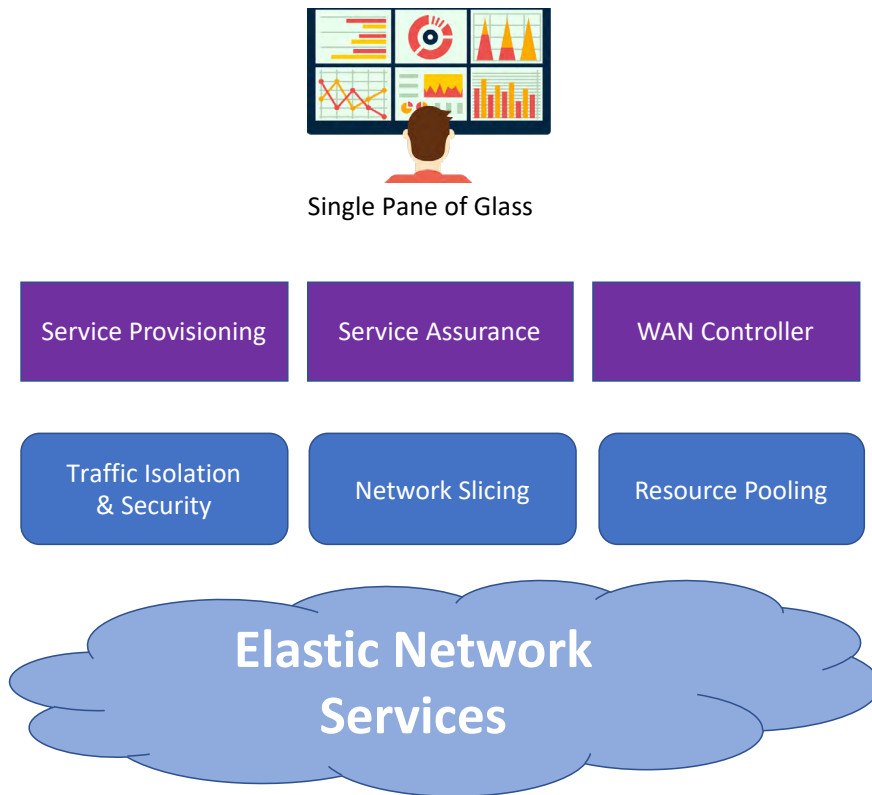 Single Pane of Glass
Service Provisioning
Service Assurance
WAN Controller
Traffic Isolation
& Security
Network Slicing
Resource Pooling
Elastic Network
Services